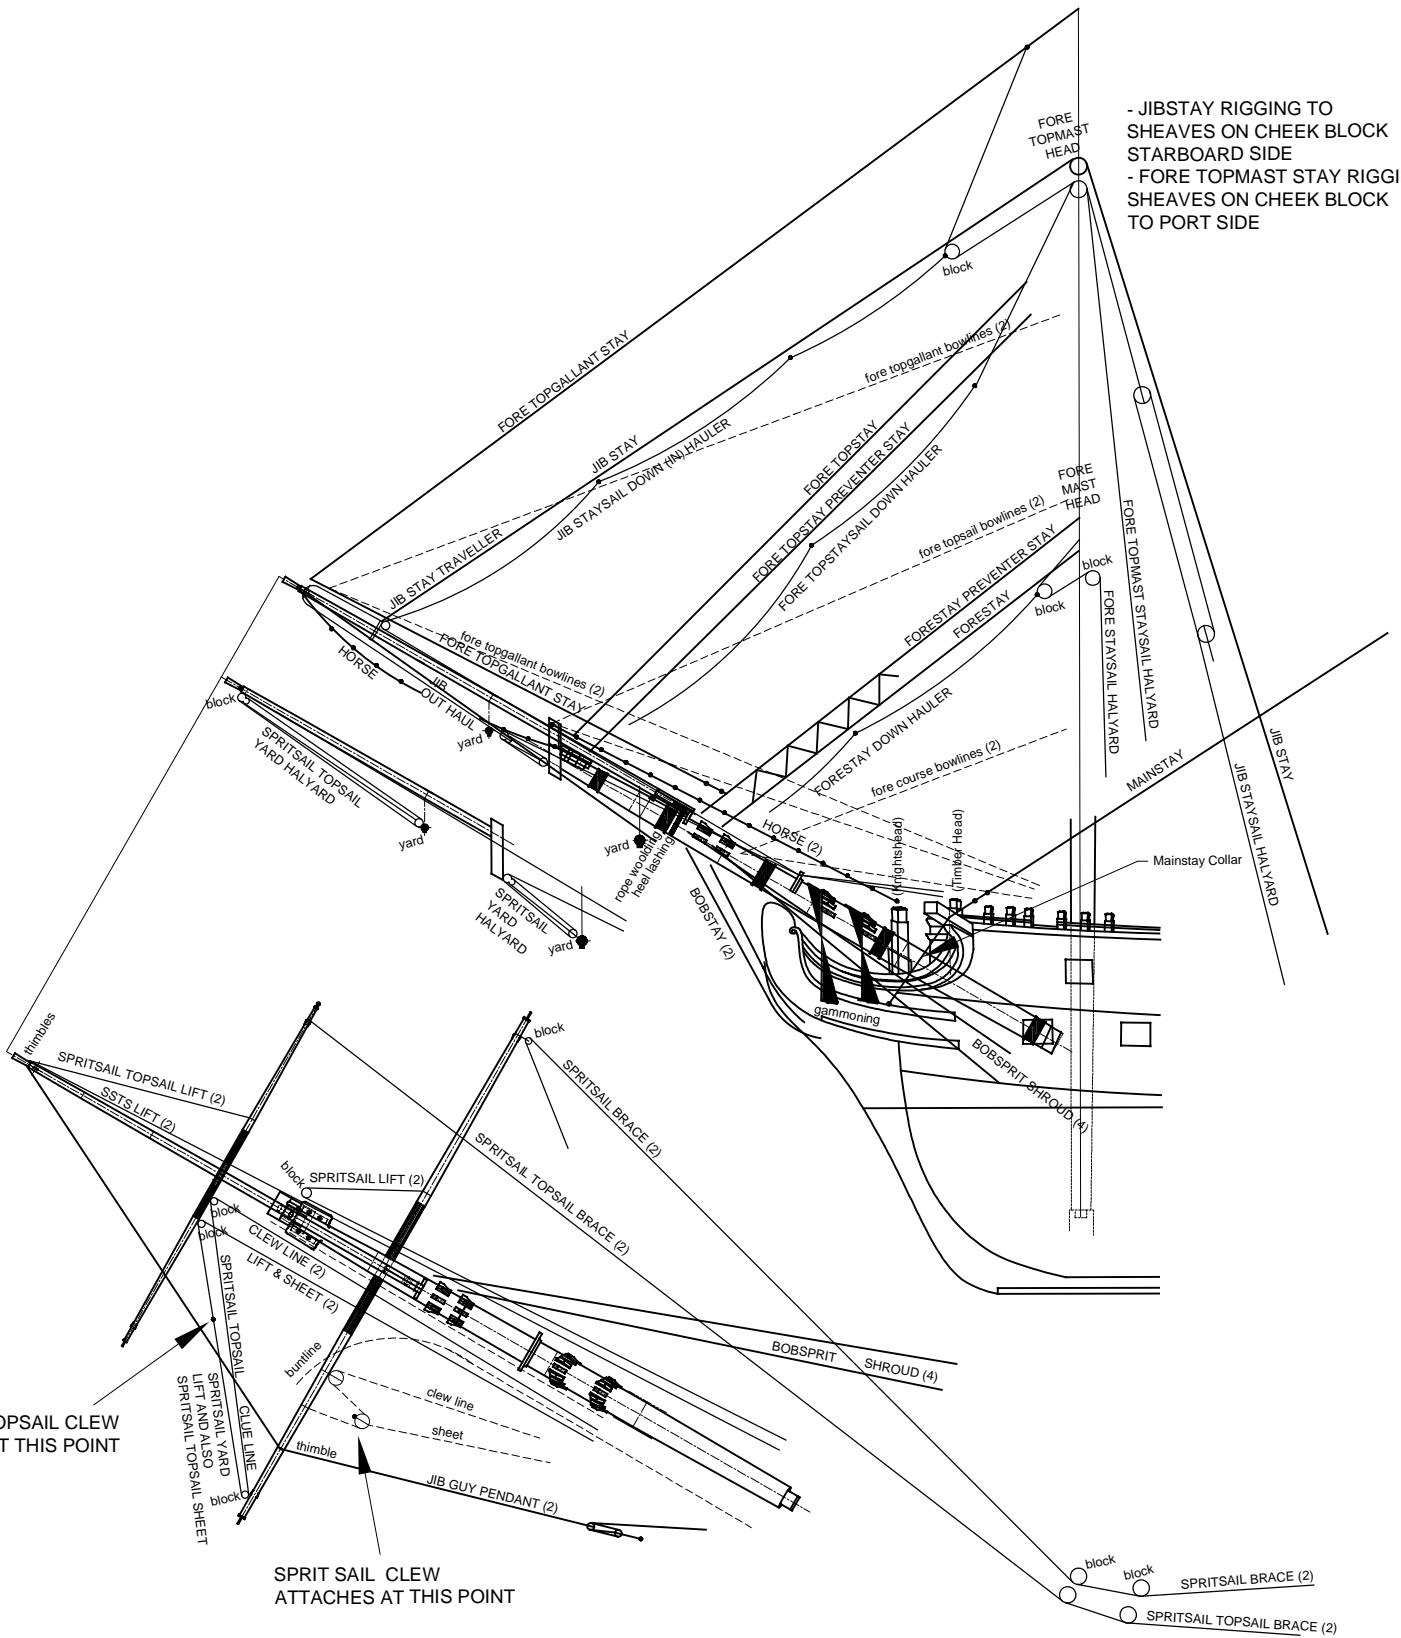 - JIBSTAY RIGGING TO
SHEAVES ON CHEEK BLOCK
STARBOARD SIDE
- FORE TOPMAST STAY RIGGI
SHEAVES ON CHEEK BLOCK
TO PORT SIDE
FORE
TOPMAST
HEAD
block
FORE TOPGALLANT STAY
fore topgallant bowlines (2)
JIB STAY
JIB STAYSAIL DOWN (IN) HAULER
FORE TOPSTAY
FORE TOPSTAY PREVENTER STAY
FORE TOPSTAYSAIL DOWN HAULER
FORE
MAST
HEAD
fore topsail bowlines (2)
JIB STAY TRAVELLER
FORESTAY PREVENTER STAY
FORESTAY
block
block
FORE STAYSAIL HALYARD
FORE TOPMAST STAYSAIL HALYARD
JIB STAY
JIB STAYSAIL HALYARD
MAINSTAY
fore topgallant bowlines (2)
FORE TOPGALLANT STAY
HORSE
JIB
OUT HAUL
FORESTAY DOWN HAULER
fore course bowlines (2)
block
SPRITSAIL TOPSAIL
YARD HALYARD
yard
yard
yard
rope woolding
heel lashing
HORSE (2)
(Knightshead)
(Timber Head)
Mainstay Collar
SPRITSAIL
YARD
HALYARD
yard
BOBSTAY (2)
gammoning
BOBSPRIT SHROUD (4)
thimbles
SPRITSAIL TOPSAIL LIFT (2)
SSTS LIFT (2)
block
SPRITSAIL BRACE (2)
SPRITSAIL TOPSAIL BRACE (2)
block
SPRITSAIL LIFT (2)
block
block
CLEW LINE (2)
LIFT & SHEET (2)
SPRITSAIL TOPSAIL CLUE LINE
SPRITSAIL YARD
LIFT AND ALSO
SPRITSAIL TOPSAIL SHEET
buntline
BOBSPRIT SHROUD (4)
clew line
sheet
OPSAIL CLEW
T THIS POINT
thimble
block
JIB GUY PENDANT (2)
SPRIT SAIL CLEW
ATTACHES AT THIS POINT
block
block
SPRITSAIL BRACE (2)
SPRITSAIL TOPSAIL BRACE (2)